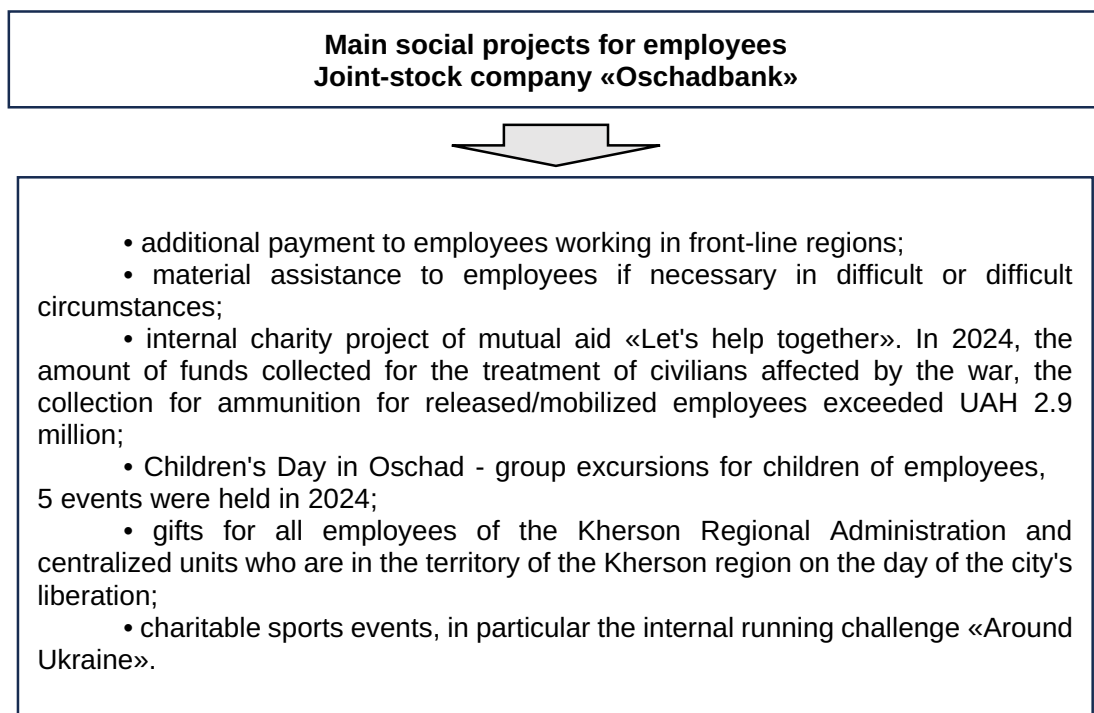 Main social projects for employees
Joint-stock company «Oschadbank»
• additional payment to employees working in front-line regions;
• material assistance to employees if necessary in difficult or difficult
circumstances;
• internal charity project of mutual aid «Let's help together». In 2024, the
amount of funds collected for the treatment of civilians affected by the war, the
collection for ammunition for released/mobilized employees exceeded UAH 2.9
million;
• Children's Day in Oschad - group excursions for children of employees,
5 events were held in 2024;
• gifts for all employees of the Kherson Regional Administration and
centralized units who are in the territory of the Kherson region on the day of the city's
liberation;
• charitable sports events, in particular the internal running challenge «Around
Ukraine».